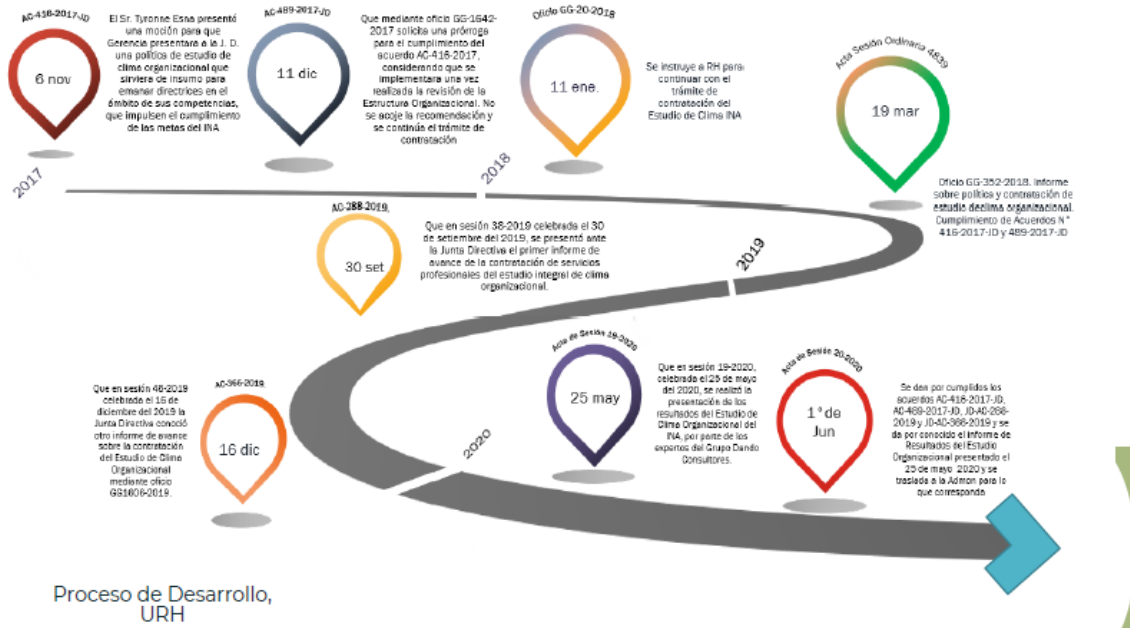 AC-416-2017-JD
6 nov
El Sr. Tyronne Esna presentó
una moción para que
Gerencia presentara a la J. D.
una política de estudio de
clima organizacional que
sirviera de insumo para
emanar directrices en el
ámbito de sus competencias,
que impulsen el cumplimiento
de las metas del INA
AC-489-2017-JD
11 dic
Que mediante oficio GG-1642-
2017 solicita una prórroga
para el cumplimiento del
acuerdo AC-416-2017,
considerando que se
implementara una vez
realizada la revisión de la
Estructura Organizacional. No
se acoje la recomendación y
se continúa el trámite de
contratación
Oficio GG-20-2018
11 ene.
Se instruye a RH para
continuar con el
trámite de
contratación del
Estudio de Clima INA
Acta Sesión Ordinaria 4839
19 mar
Oficio GG-352-2018. Informe
sobre política y contratación de
estudio declima organizacional.
Cumplimiento de Acuerdos N°
416-2017-JD y 489-2017-JD
2017
2018
AC-288-2019,
30 set
Que en sesión 38-2019 celebrada el 30
de setiembre del 2019, se presentó ante
la Junta Directiva el primer informe de
avance de la contratación de servicios
profesionales del estudio integral de clima
organizacional.
2019
Que en sesión 48-2019
celebrada el 16 de
diciembre del 2019 la
Junta Directiva conoció
otro informe de avance
sobre la contratación
del Estudio de Clima
Organizacional
mediante oficio
GG1606-2019.
AC-366-2019,
16 dic
2020
Acta de Sesión 19-2020
25 may
Que en sesión 19-2020,
celebrada el 25 de mayo
del 2020, se realizó la
presentación de los
resultados del Estudio de
Clima Organizacional del
INA, por parte de los
expertos del Grupo Dando
Consultores.
Acta de Sesión 20-2020
1° de
Jun
Se dan por cumplidos los
acuerdos AC-416-2017-JD,
AC-489-2017-JD, JD-AC-288-
2019 y JD-AC-366-2019 y se
da por conocido el informe de
Resultados del Estudio
Organizacional presentado el
25 de mayo 2020 y se
traslada a la Admon para lo
que corresponda
Proceso de Desarrollo,
URH